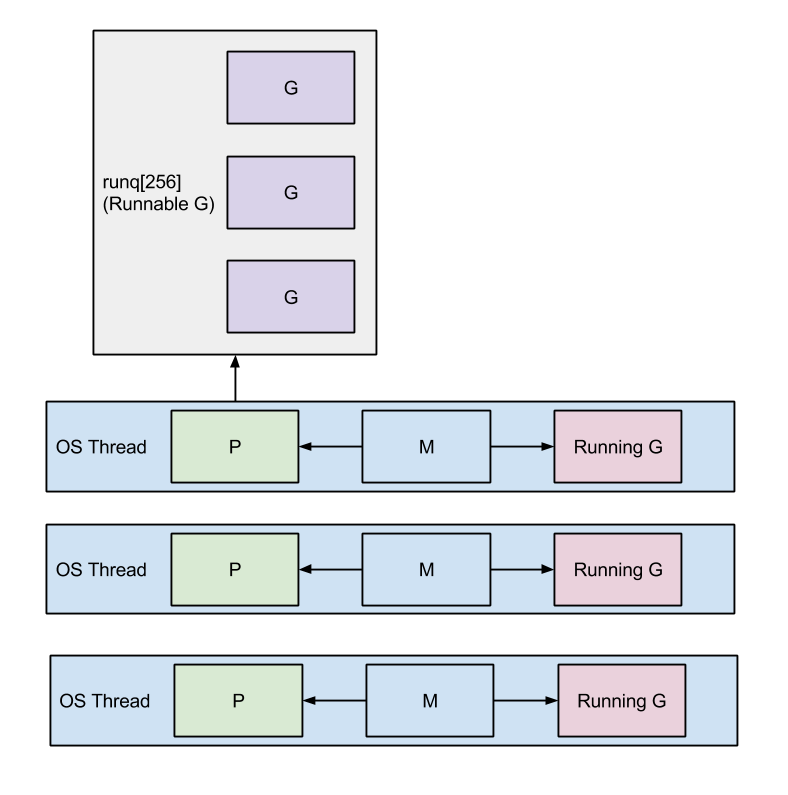 G
runq[256]
(Runnable G)
G
G
OS Thread
P
M
Running G
OS Thread
P
M
Running G
OS Thread
P
M
Running G